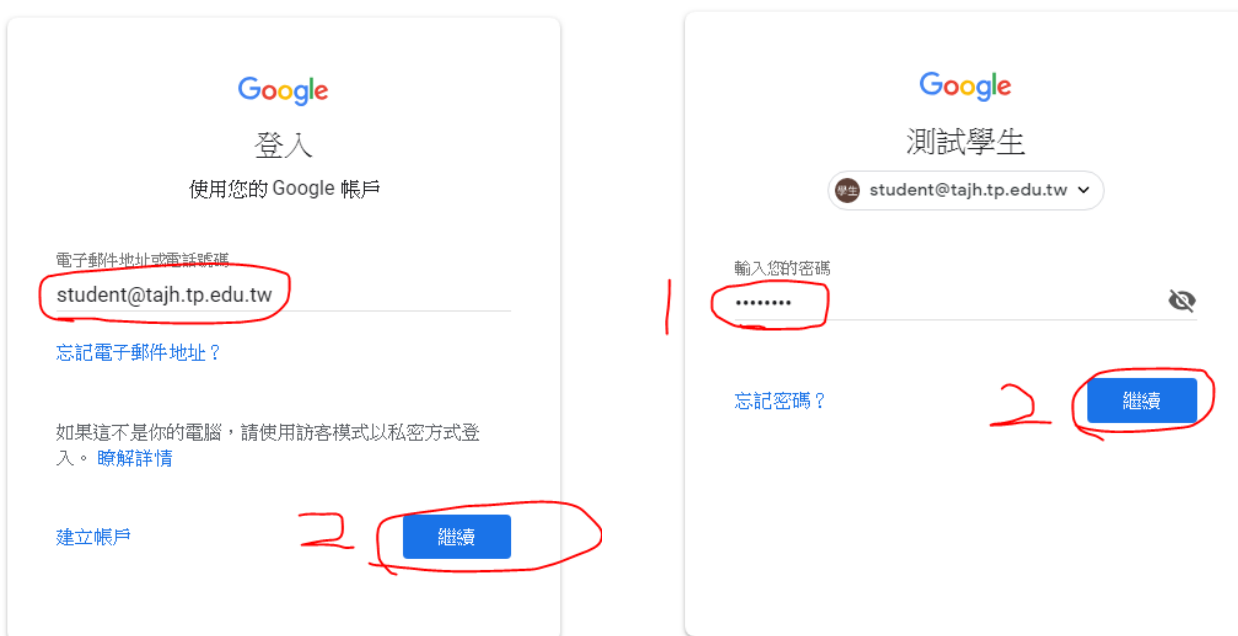 Google
登入
使用您的 Google 帳戶
電子郵件地址或電話號碼
student@tajh.tp.edu.tw
忘記電子郵件地址？
如果這不是你的電腦，請使用訪客模式以私密方式登
入。 瞭解詳情
建立帳戶
2
繼續
Google
測試學生
學生 student@tajh.tp.edu.tw
輸入您的密碼
1
••••••••
忘記密碼？
2
繼續